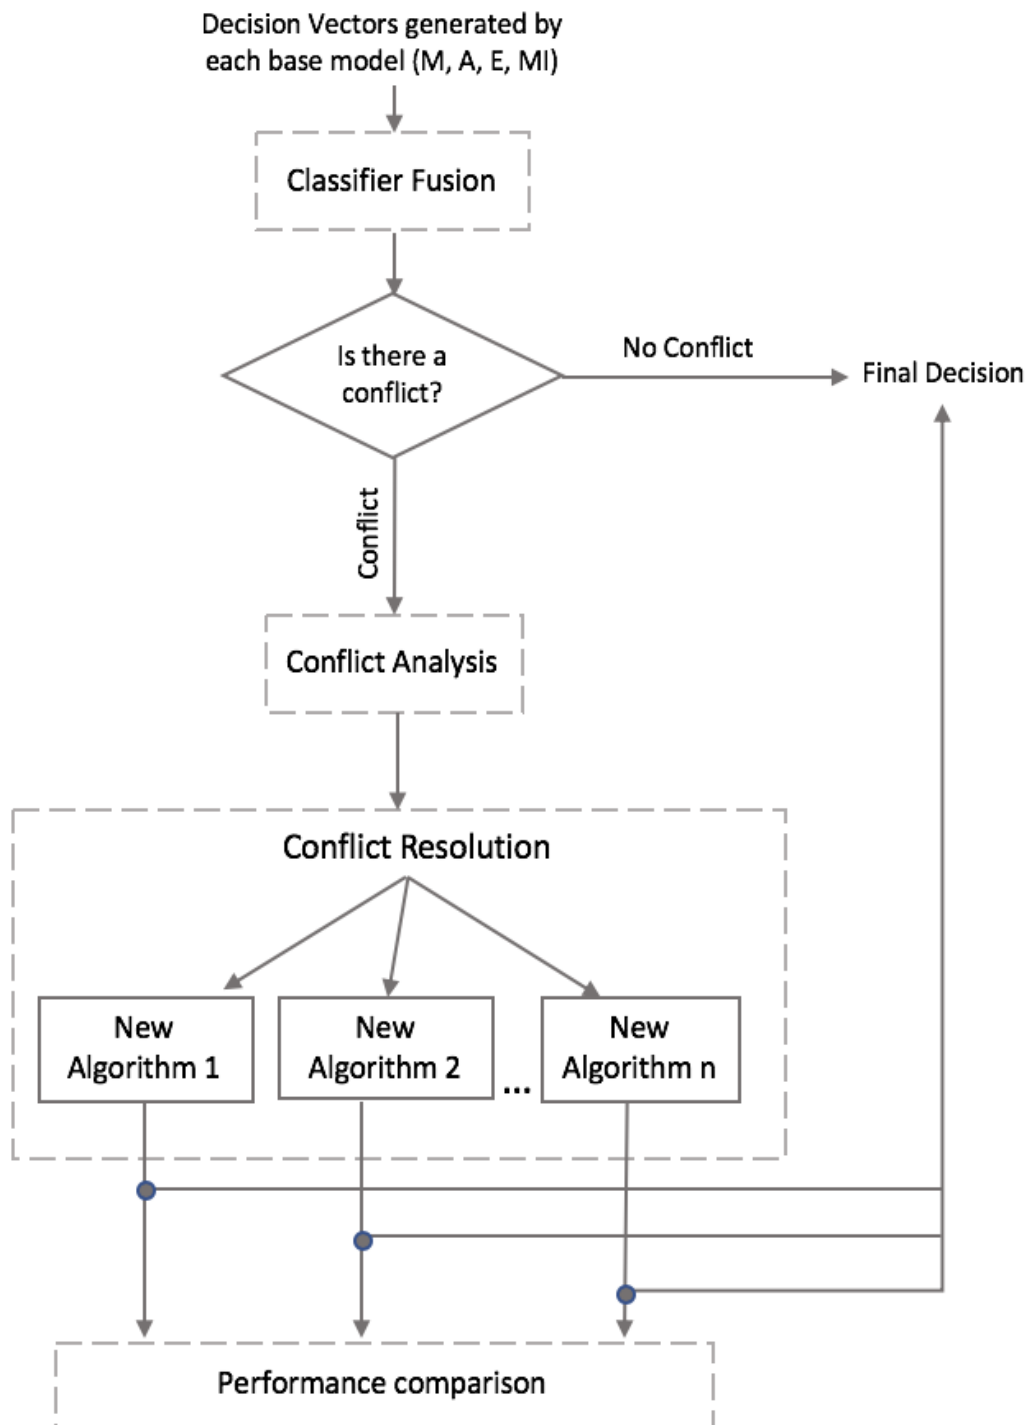 Decision Vectors generated by
each base model (M, A, E, MI)
Classifier Fusion
Is there a
conflict?
No Conflict
Final Decision
Conflict
Conflict Analysis
Conflict Resolution
New
Algorithm 1
New
Algorithm 2
...
New
Algorithm n
Performance comparison